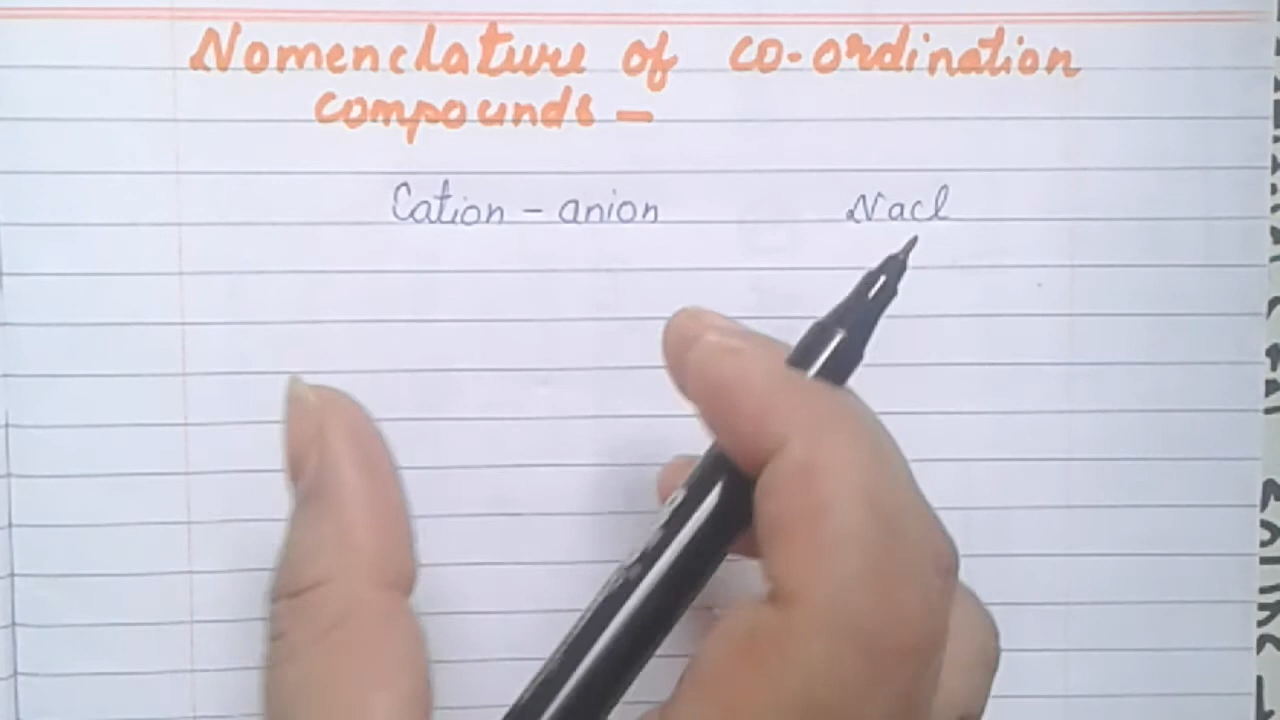 Nomenclature of co-ordination
compounds -
Cation - anion Nacl